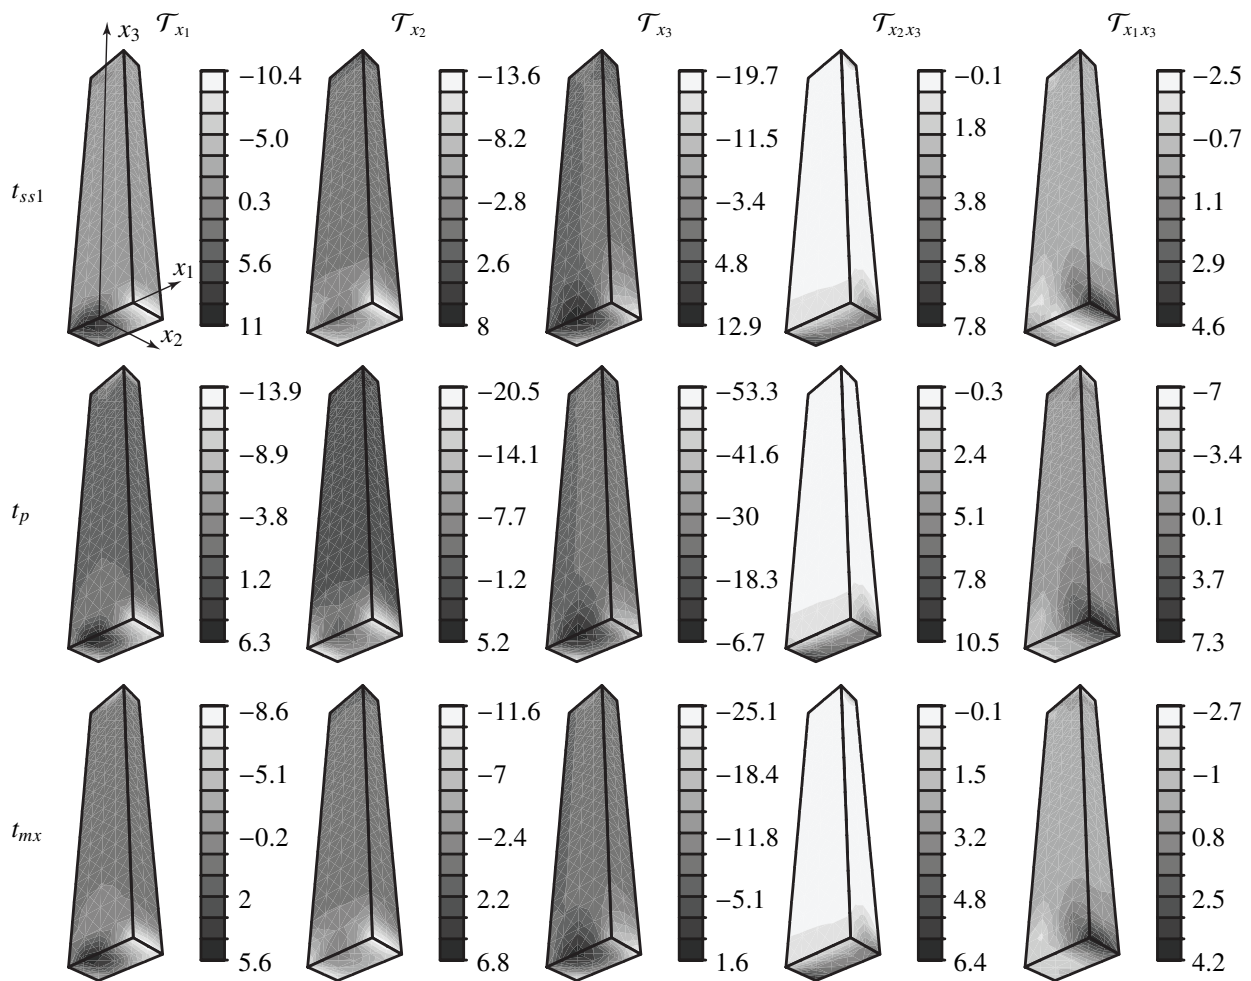 𝒯x₁ 𝒯x₂ 𝒯x₃ 𝒯x₂x₃ 𝒯x₁x₃
x₃
−10.4 −13.6 −19.7 −0.1 −2.5
−5.0 −8.2 −11.5 1.8 −0.7
tss1
0.3 −2.8 −3.4 3.8 1.1
x₁
5.6 2.6 4.8 5.8 2.9
11 8 12.9 7.8 4.6
x₂
−13.9 −20.5 −53.3 −0.3 −7
−8.9 −14.1 −41.6 2.4 −3.4
tp
−3.8 −7.7 −30 5.1 0.1
1.2 −1.2 −18.3 7.8 3.7
6.3 5.2 −6.7 10.5 7.3
−8.6 −11.6 −25.1 −0.1 −2.7
−5.1 −7 −18.4 1.5 −1
tmx
−0.2 −2.4 −11.8 3.2 0.8
2 2.2 −5.1 4.8 2.5
5.6 6.8 1.6 6.4 4.2